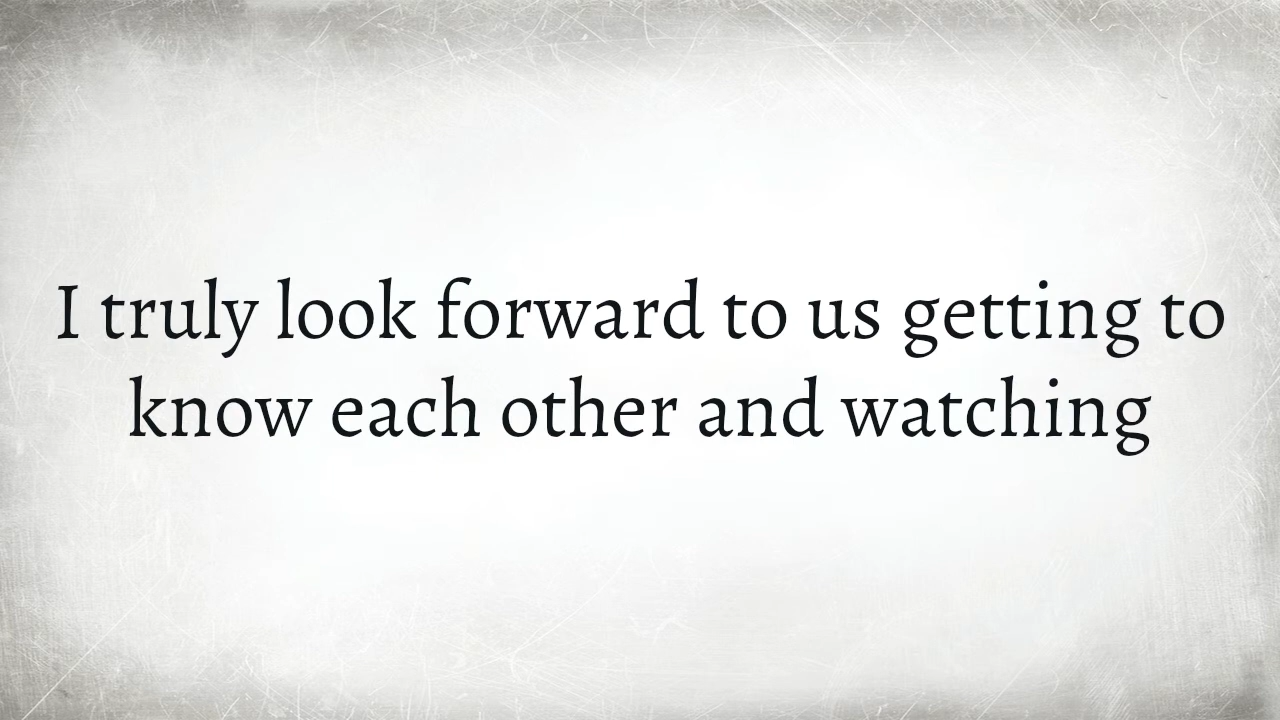 I truly look forward to us getting to
know each other and watching